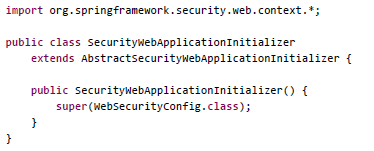 import org.springframework.security.web.context.*;

public class SecurityWebApplicationInitializer
    extends AbstractSecurityWebApplicationInitializer {

    public SecurityWebApplicationInitializer() {
        super(WebSecurityConfig.class);
    }
}